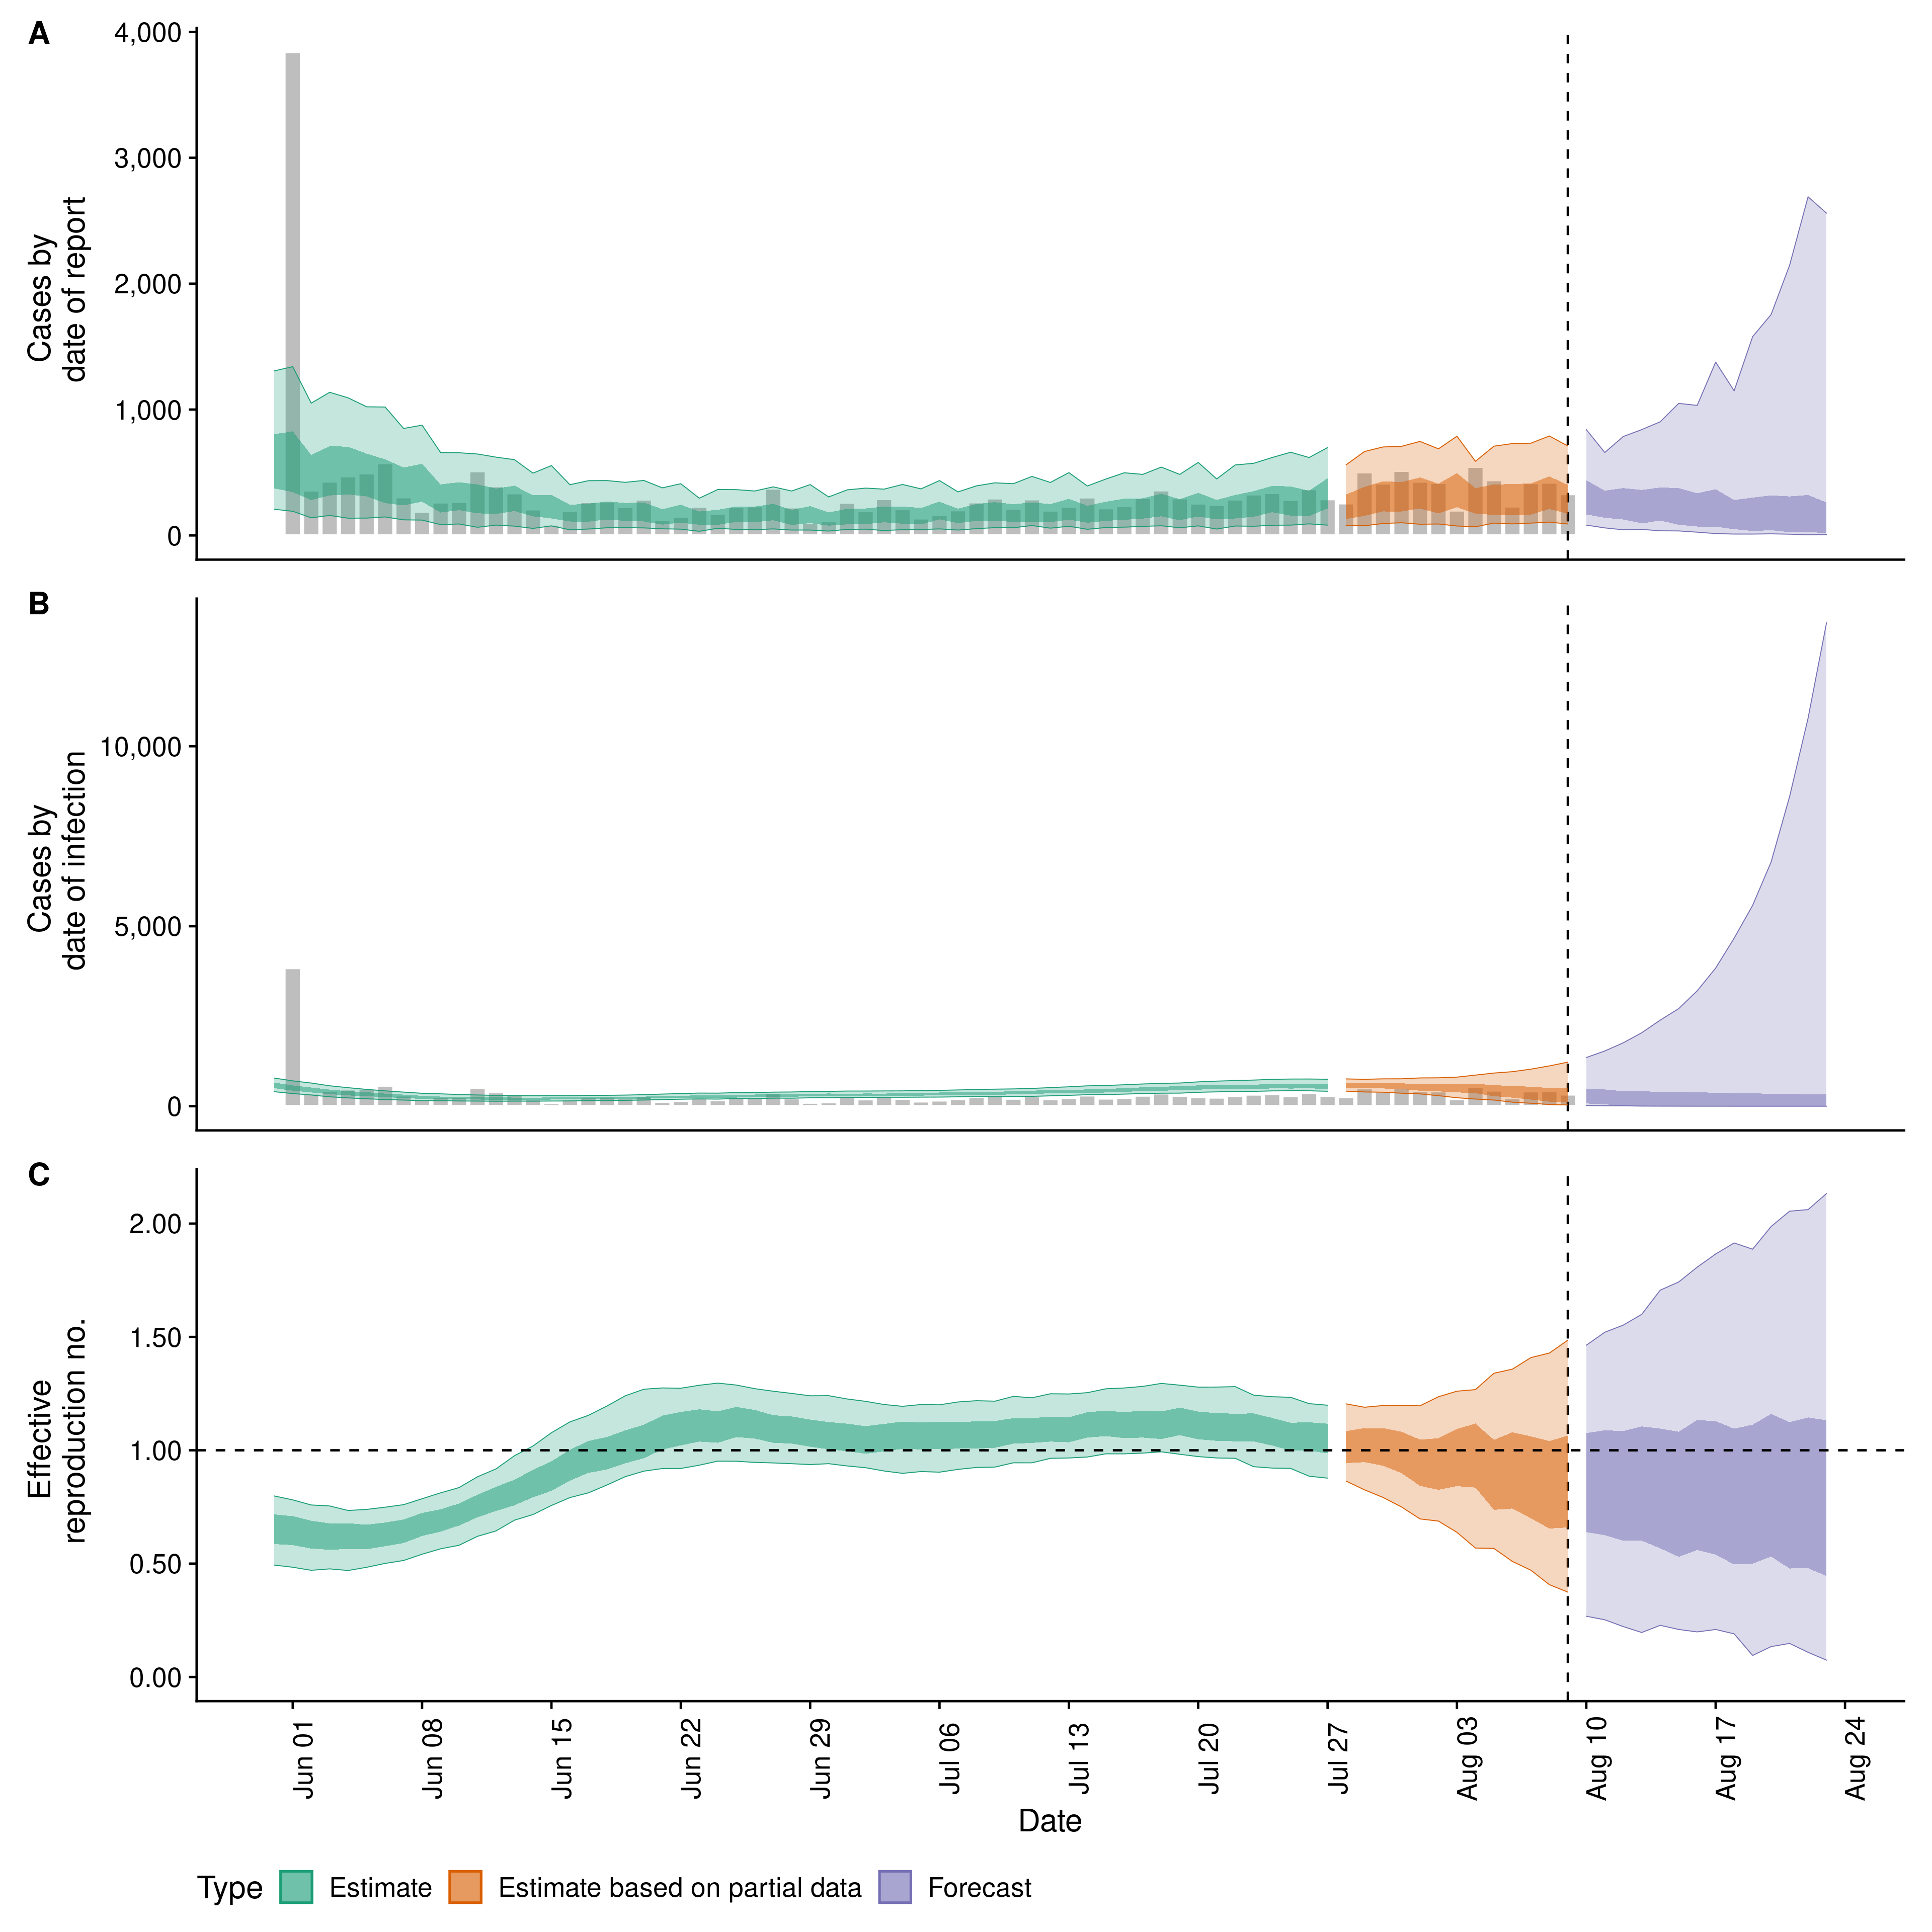 A
4,000
3,000
2,000
1,000
0
Cases by
date of report
B
10,000
5,000
0
Cases by
date of infection
C
2.00
1.50
1.00
0.50
0.00
Effective
reproduction no.
Jun 01
Jun 08
Jun 15
Jun 22
Jun 29
Jul 06
Jul 13
Jul 20
Jul 27
Aug 03
Aug 10
Aug 17
Aug 24
Date
Type Estimate Estimate based on partial data Forecast